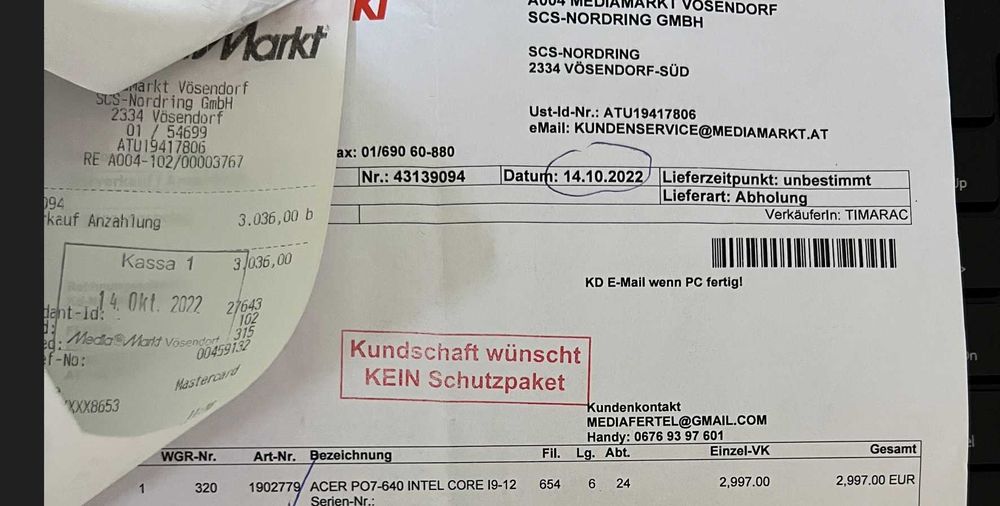 Markt
Markt Vösendorf
SCS-Nordring GmbH
2334 Vösendorf
01 / 54699
ATU19417806
RE A004-102/00003767
094
kauf Anzahlung 3.036,00 b
Kassa 1 3.036,00
14. Okt. 2022 27643
dant-Id: 102
315
MediaMarkt Vösendorf
00459132
f-No:
Mastercard
XXX8653
A004 MEDIAMARKT VÖSENDORF
SCS-NORDRING GMBH
SCS-NORDRING
2334 VÖSENDORF-SÜD
Ust-Id-Nr.: ATU19417806
eMail: KUNDENSERVICE@MEDIAMARKT.AT
ax: 01/690 60-880
Nr.: 43139094 Datum: 14.10.2022 Lieferzeitpunkt: unbestimmt
Lieferart: Abholung
VerkäuferIn: TIMARAC
KD E-Mail wenn PC fertig!
Kundschaft wünscht
KEIN Schutzpaket
Kundenkontakt
MEDIAFERTEL@GMAIL.COM
Handy: 0676 93 97 601
WGR-Nr. Art-Nr. Bezeichnung Fil. Lg. Abt. Einzel-VK Gesamt
1 320 1902779 ACER PO7-640 INTEL CORE I9-12 654 6 24 2,997.00 2,997.00 EUR
Serien-Nr.: